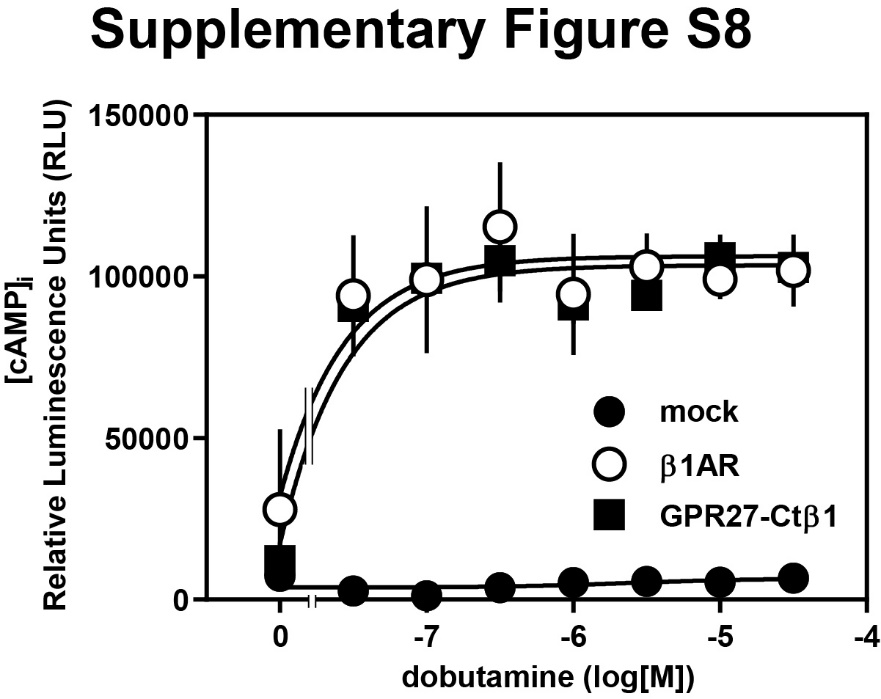 Supplementary Figure S8
[cAMP]i
Relative Luminescence Units (RLU)
150000
100000
50000
0
mock
β1AR
GPR27-Ctβ1
0
-7
-6
-5
-4
dobutamine (log[M])